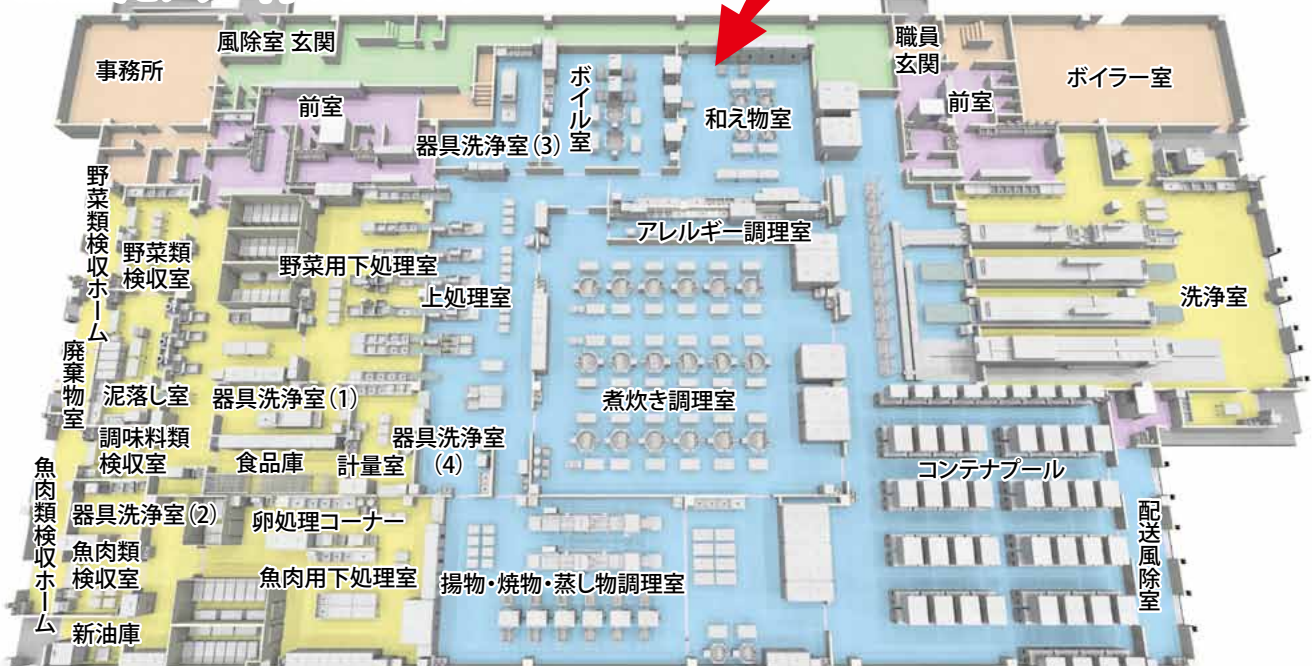 風除室 玄関
職員
玄関
事務所
ボイラー室
前室
ボイル室
和え物室
前室
器具洗浄室(3)
野菜類検収ホーム
アレルギー調理室
野菜類
検収室
野菜用下処理室
上処理室
洗浄室
廃棄物室
泥落し室
器具洗浄室(1)
煮炊き調理室
調味料類
検収室
食品庫
計量室
器具洗浄室
(4)
コンテナプール
魚肉類検収ホーム
器具洗浄室(2)
卵処理コーナー
配送風除室
魚肉類
検収室
魚肉用下処理室
揚物・焼物・蒸し物調理室
新油庫